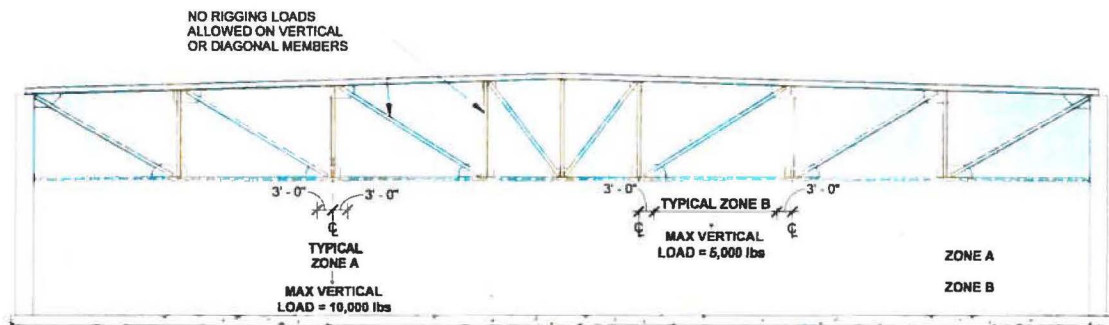 NO RIGGING LOADS
ALLOWED ON VERTICAL
OR DIAGONAL MEMBERS
3' - 0"
3' - 0"
℄
TYPICAL
ZONE A
MAX VERTICAL
LOAD = 10,000 lbs
3' - 0"
3' - 0"
TYPICAL ZONE B
℄
℄
MAX VERTICAL
LOAD = 5,000 lbs
ZONE A
ZONE B